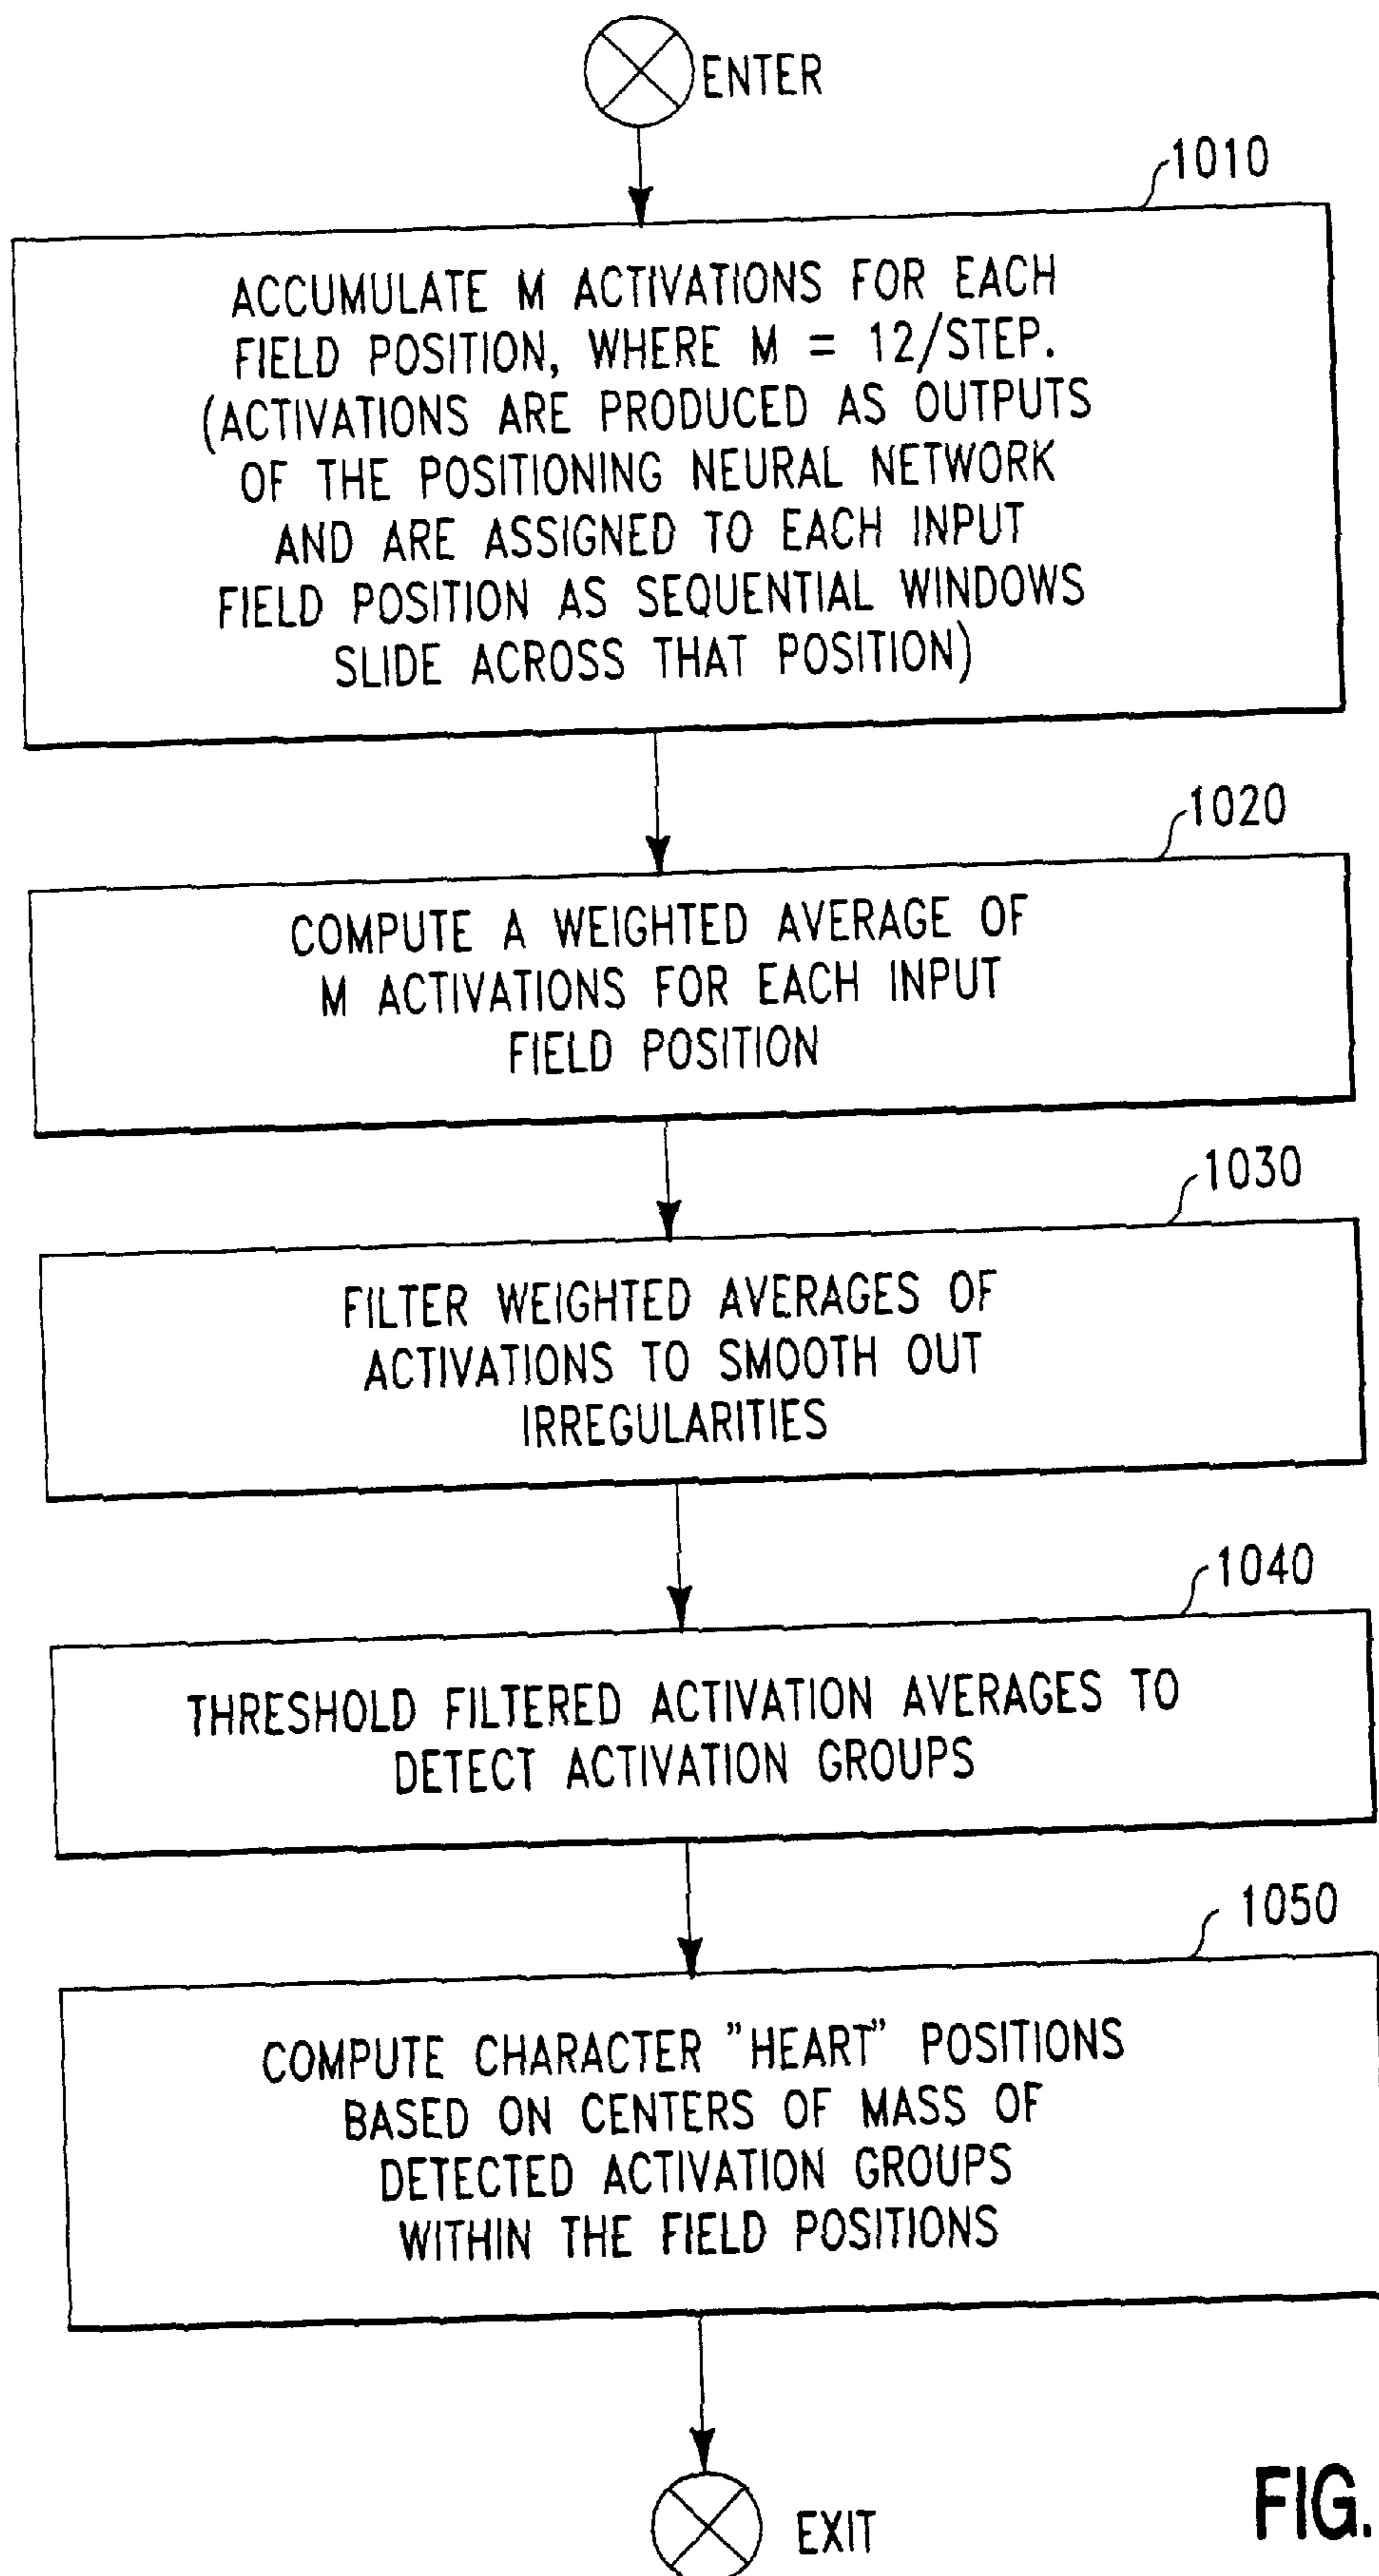 ENTER
1010
ACCUMULATE M ACTIVATIONS FOR EACH
FIELD POSITION, WHERE M = 12/STEP.
(ACTIVATIONS ARE PRODUCED AS OUTPUTS
OF THE POSITIONING NEURAL NETWORK
AND ARE ASSIGNED TO EACH INPUT
FIELD POSITION AS SEQUENTIAL WINDOWS
SLIDE ACROSS THAT POSITION)
1020
COMPUTE A WEIGHTED AVERAGE OF
M ACTIVATIONS FOR EACH INPUT
FIELD POSITION
1030
FILTER WEIGHTED AVERAGES OF
ACTIVATIONS TO SMOOTH OUT
IRREGULARITIES
1040
THRESHOLD FILTERED ACTIVATION AVERAGES TO
DETECT ACTIVATION GROUPS
1050
COMPUTE CHARACTER "HEART" POSITIONS
BASED ON CENTERS OF MASS OF
DETECTED ACTIVATION GROUPS
WITHIN THE FIELD POSITIONS
EXIT
FIG.